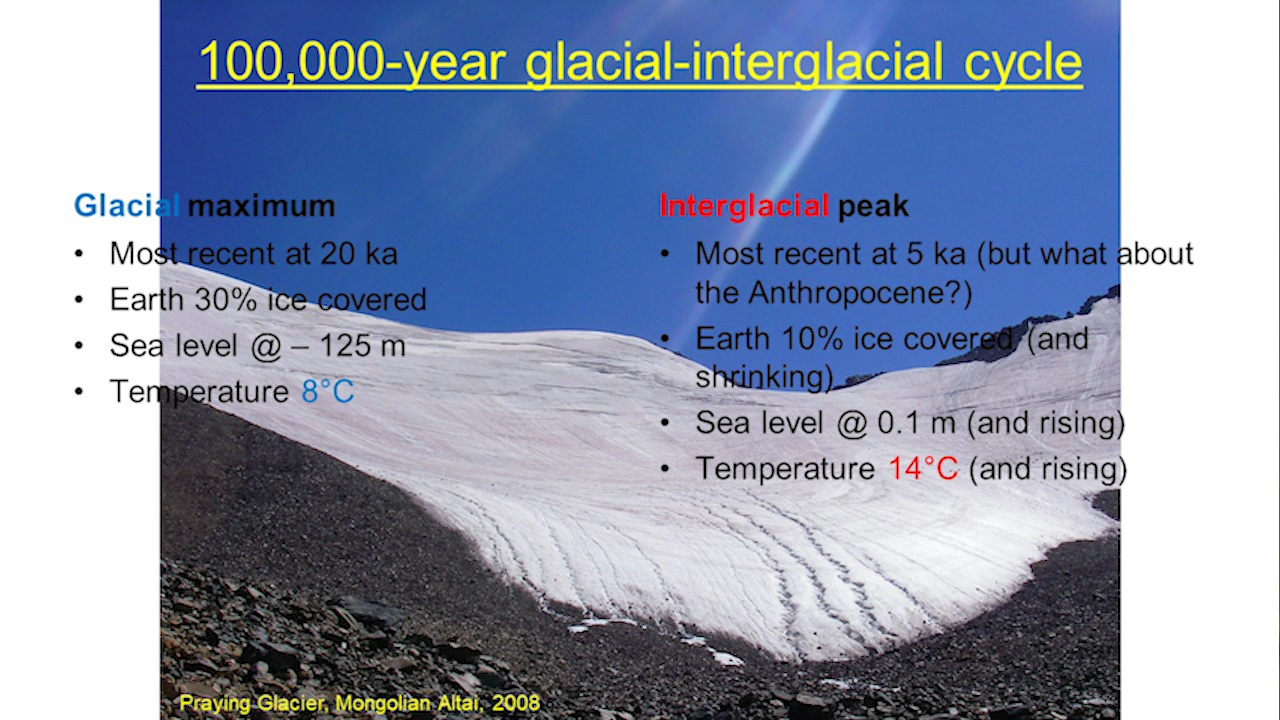 100,000-year glacial-interglacial cycle
Glacial maximum
• Most recent at 20 ka
• Earth 30% ice covered
• Sea level @ – 125 m
• Temperature 8°C
Interglacial peak
• Most recent at 5 ka (but what about
the Anthropocene?)
• Earth 10% ice covered (and
shrinking)
• Sea level @ 0.1 m (and rising)
• Temperature 14°C (and rising)
Praying Glacier, Mongolian Altai, 2008